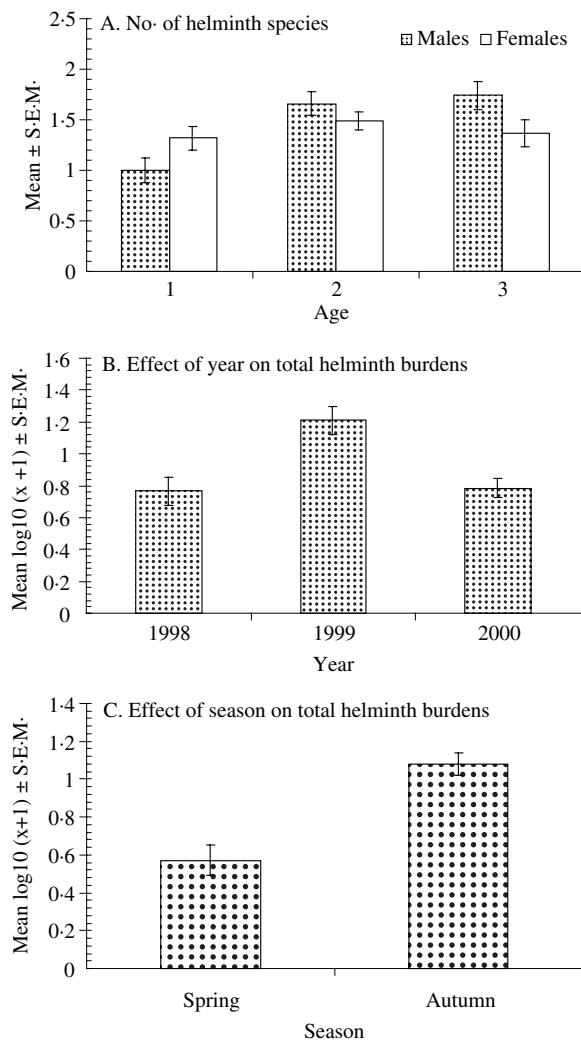 A. No· of helminth species
Males Females
Mean ± S·E·M·
2·5
2
1·5
1
0·5
0
1 2 3
Age
B. Effect of year on total helminth burdens
Mean log10 (x +1) ± S·E·M·
1·6
1·4
1·2
1
0·8
0·6
0·4
0·2
0
1998 1999 2000
Year
C. Effect of season on total helminth burdens
Mean log10 (x+1) ± S·E·M·
1·4
1·2
1
0·8
0·6
0·4
0·2
0
Spring Autumn
Season